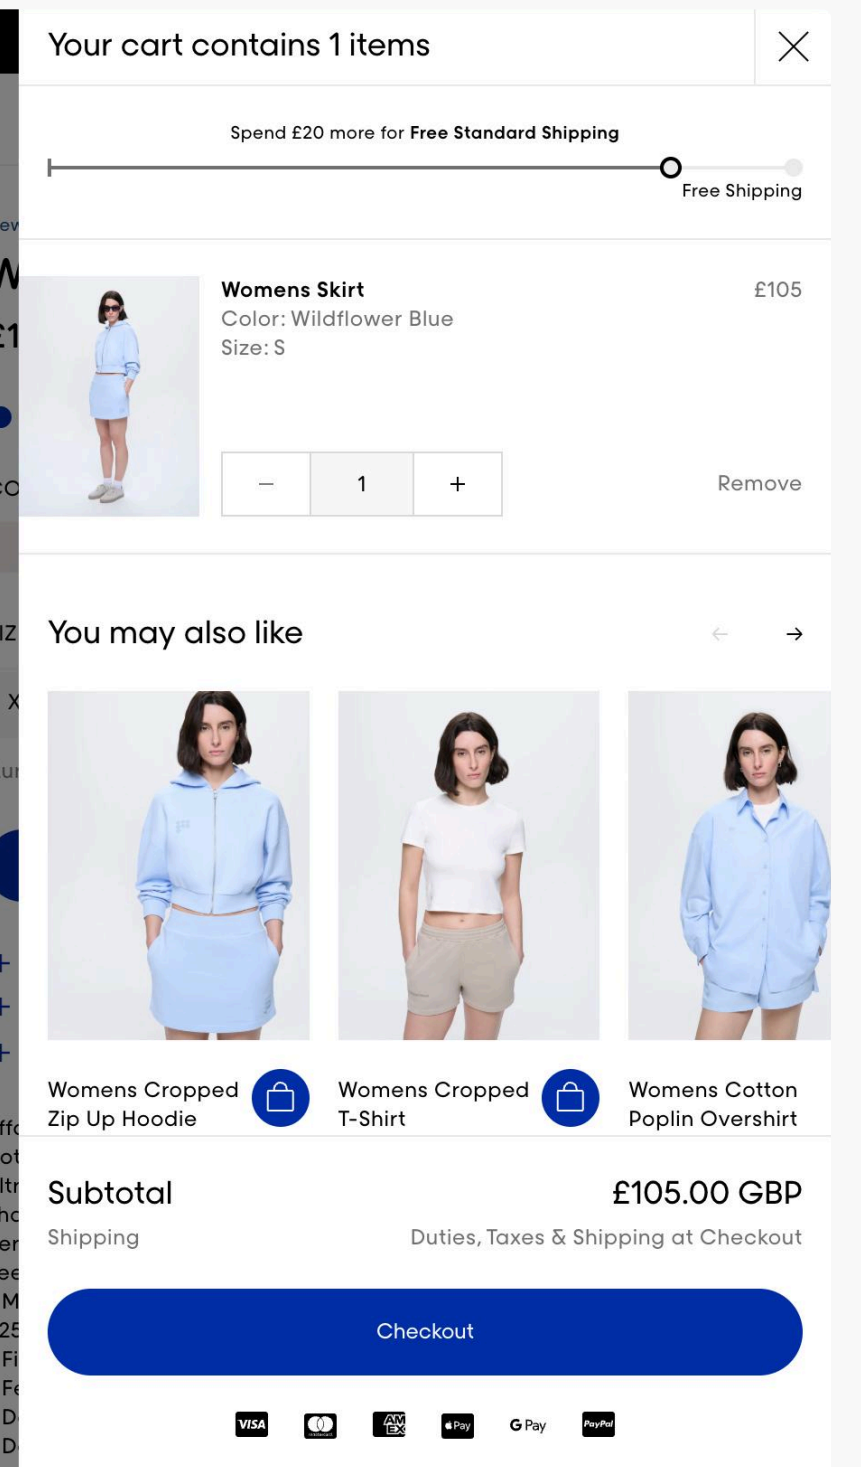 Your cart contains 1 items
Spend £20 more for Free Standard Shipping
Free Shipping
Womens Skirt
£105
Color: Wildflower Blue
Size: S
1
Remove
You may also like
Womens Cropped
Zip Up Hoodie
Womens Cropped
T-Shirt
Womens Cotton
Poplin Overshirt
Subtotal
£105.00 GBP
Shipping
Duties, Taxes & Shipping at Checkout
Checkout
VISA
mastercard
AM
EX
Pay
G Pay
PayPal